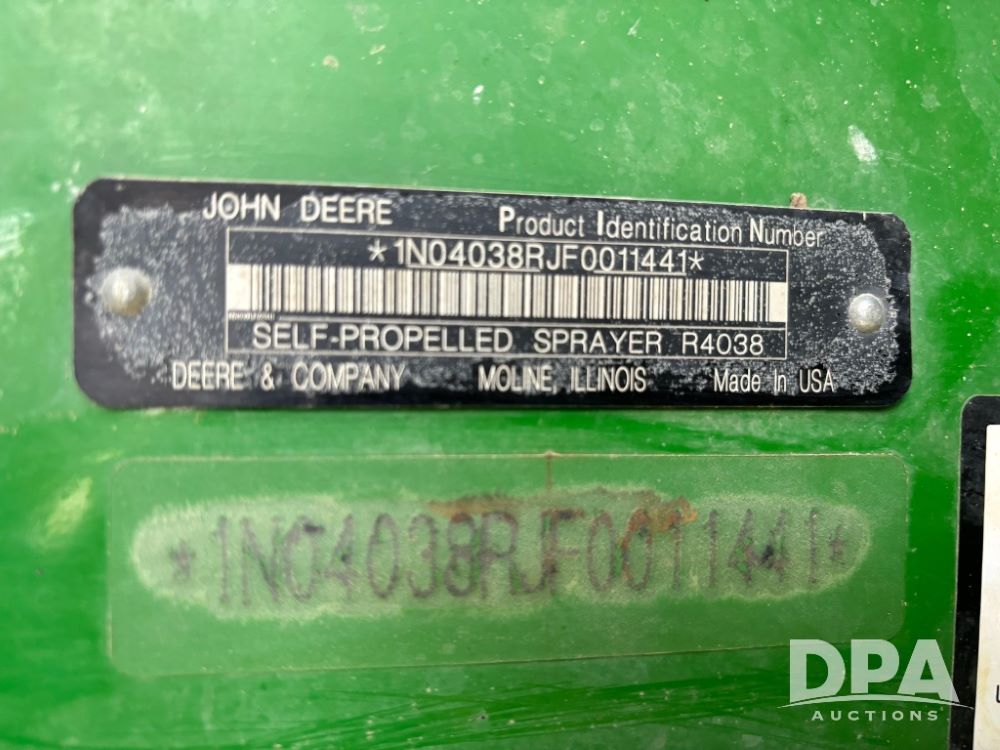 JOHN DEERE Product Identification Number
*1N04038RJF0011441*
SELF-PROPELLED SPRAYER R4038
DEERE & COMPANY MOLINE, ILLINOIS Made in USA
*1N04038RJF0011441*
DPA
AUCTIONS